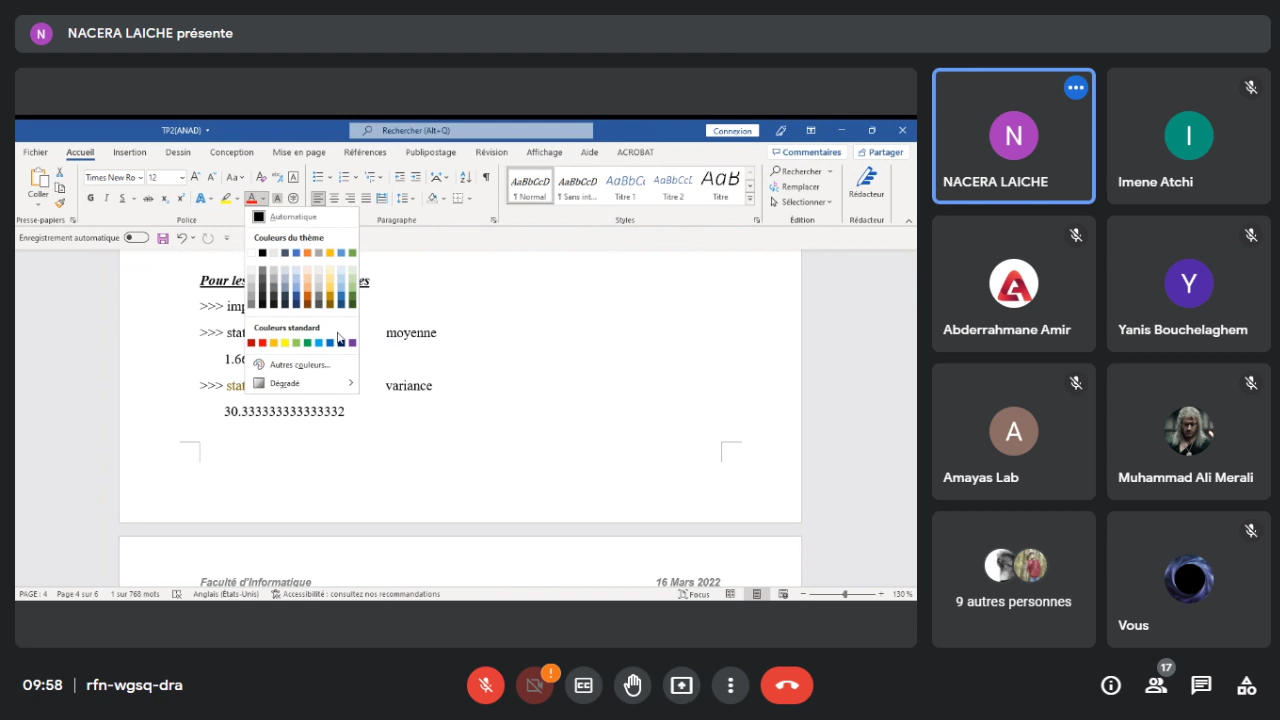 N NACERA LAICHE présente
TP2(ANAD)
Rechercher (Alt+Q)
Connexion
Fichier Accueil Insertion Dessin Conception Mise en page Références Publipostage Révision Affichage Aide ACROBAT
Commentaires Partager
Coller
Times New Ro 12
AaBbCcD AaBbCcD AaBbC AaBbCcL AaB
1 Normal 1 Sans int... Titre 1 Titre 2 Titre
Rechercher
Remplacer
Sélectionner
Rédacteur
Presse-papiers Police Paragraphe Styles Édition Rédacteur
Enregistrement automatique
Automatique
Couleurs du thème
Couleurs standard
Autres couleurs...
Dégradé
Pour les
es
>>> imp
>>> stat moyenne
1.66
>>> stat variance
30.333333333333332
Faculté d'Informatique 16 Mars 2022
PAGE : 4 Page 4 sur 6 1 sur 768 mots Anglais (États-Unis) Accessibilité : consultez nos recommandations Focus 130 %
N
NACERA LAICHE
I
Imene Atchi
Abderrahmane Amir
Y
Yanis Bouchelaghem
A
Amayas Lab
Muhammad Ali Merali
9 autres personnes
Vous
09:58 | rfn-wgsq-dra
17